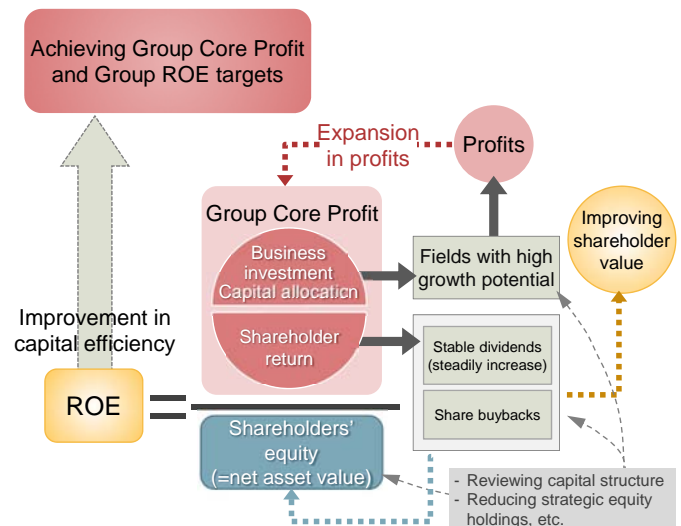 Achieving Group Core Profit
and Group ROE targets
Expansion
in profits
Profits
Group Core Profit
Business
investment
Capital allocation
Shareholder
return
Fields with high
growth potential
Improving
shareholder
value
Improvement in
capital efficiency
Stable dividends
(steadily increase)
Share buybacks
ROE
=
Shareholders'
equity
(=net asset value)
- Reviewing capital structure
- Reducing strategic equity
holdings, etc.